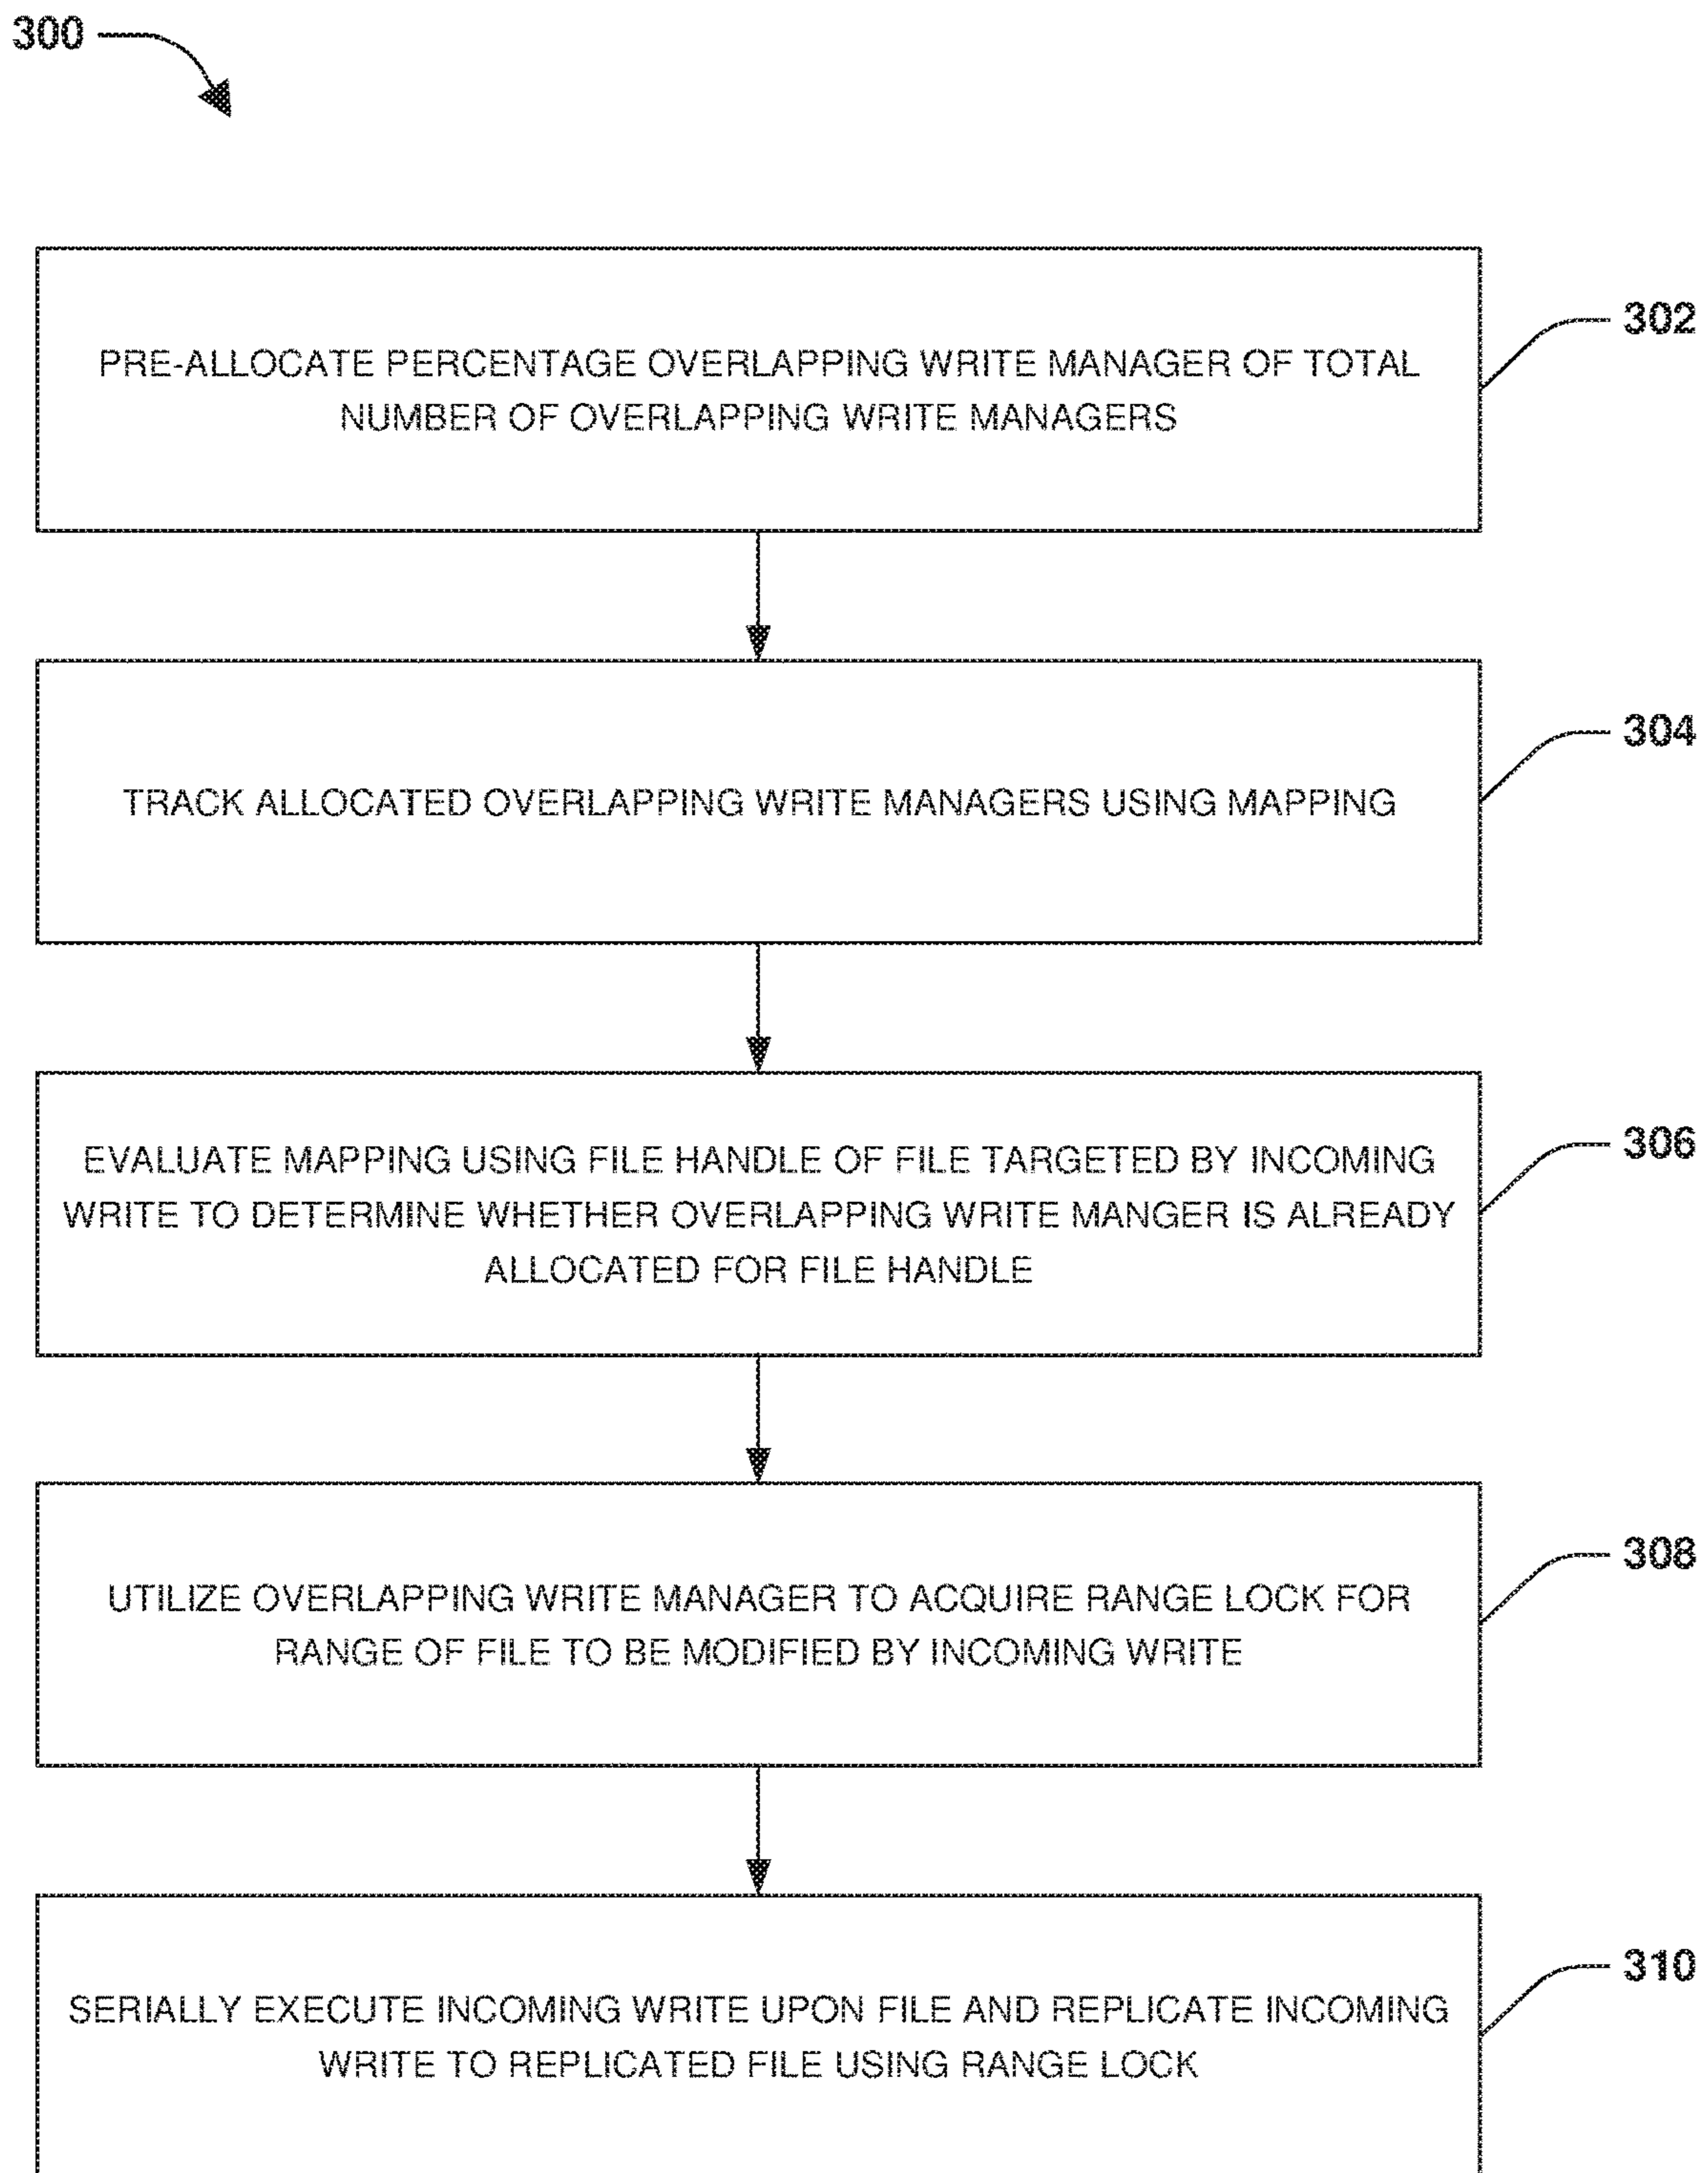 300
302
PRE-ALLOCATE PERCENTAGE OVERLAPPING WRITE MANAGER OF TOTAL
NUMBER OF OVERLAPPING WRITE MANAGERS
304
TRACK ALLOCATED OVERLAPPING WRITE MANAGERS USING MAPPING
306
EVALUATE MAPPING USING FILE HANDLE OF FILE TARGETED BY INCOMING
WRITE TO DETERMINE WHETHER OVERLAPPING WRITE MANGER IS ALREADY
ALLOCATED FOR FILE HANDLE
308
UTILIZE OVERLAPPING WRITE MANAGER TO ACQUIRE RANGE LOCK FOR
RANGE OF FILE TO BE MODIFIED BY INCOMING WRITE
310
SERIALLY EXECUTE INCOMING WRITE UPON FILE AND REPLICATE INCOMING
WRITE TO REPLICATED FILE USING RANGE LOCK